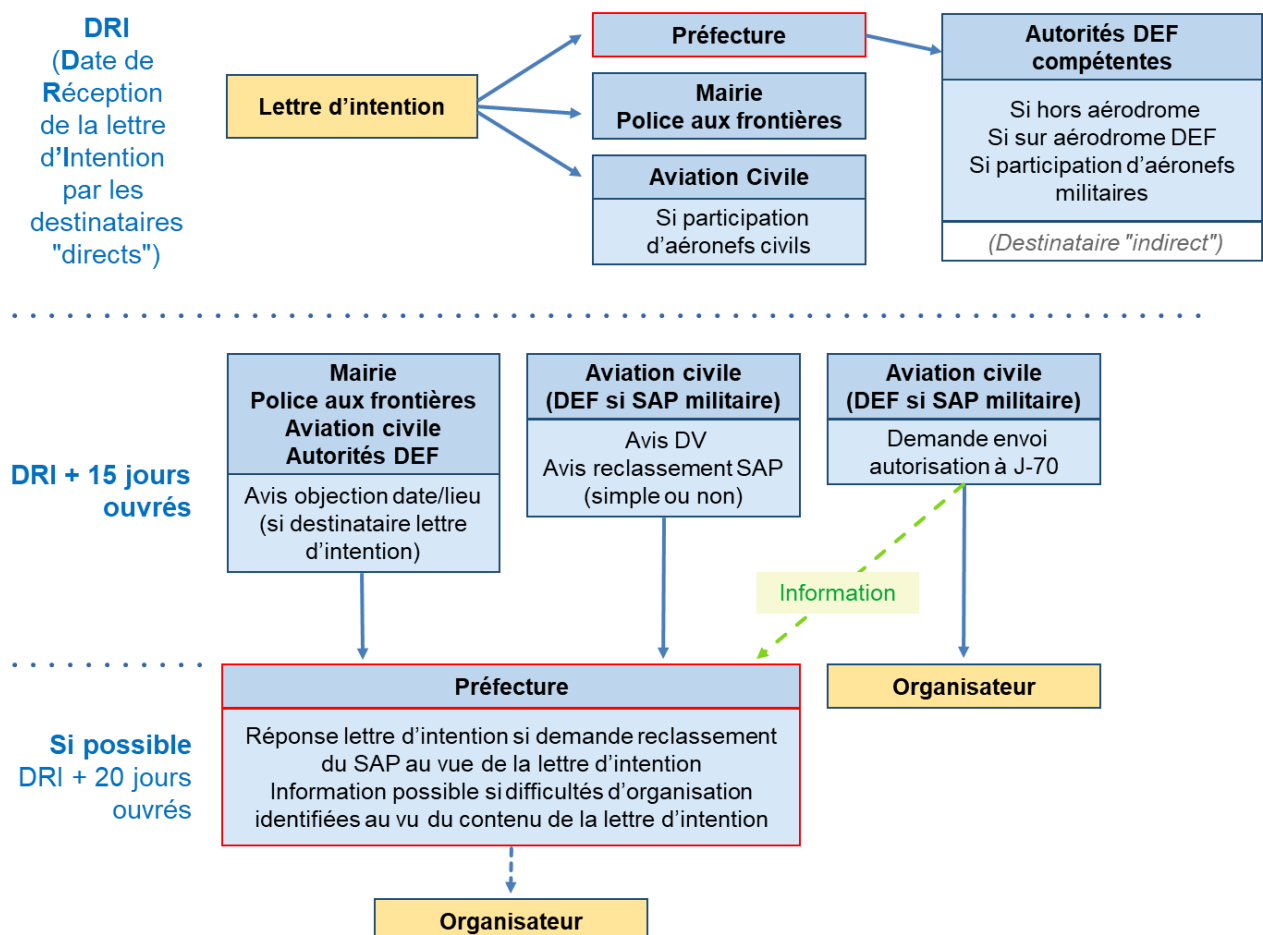 DRI
(Date de
Réception
de la lettre
d'Intention
par les
destinataires
"directs")
Lettre d’intention
Préfecture
Mairie
Police aux frontières
Aviation Civile
Si participation
d’aéronefs civils
Autorités DEF
compétentes
Si hors aérodrome
Si sur aérodrome DEF
Si participation d’aéronefs
militaires
(Destinataire "indirect")
DRI + 15 jours
ouvrés
Mairie
Police aux frontières
Aviation civile
Autorités DEF
Avis objection date/lieu
(si destinataire lettre
d’intention)
Aviation civile
(DEF si SAP militaire)
Avis DV
Avis reclassement SAP
(simple ou non)
Aviation civile
(DEF si SAP militaire)
Demande envoi
autorisation à J-70
Information
Organisateur
Si possible
DRI + 20 jours
ouvrés
Préfecture
Réponse lettre d’intention si demande reclassement
du SAP au vue de la lettre d’intention
Information possible si difficultés d’organisation
identifiées au vu du contenu de la lettre d’intention
Organisateur